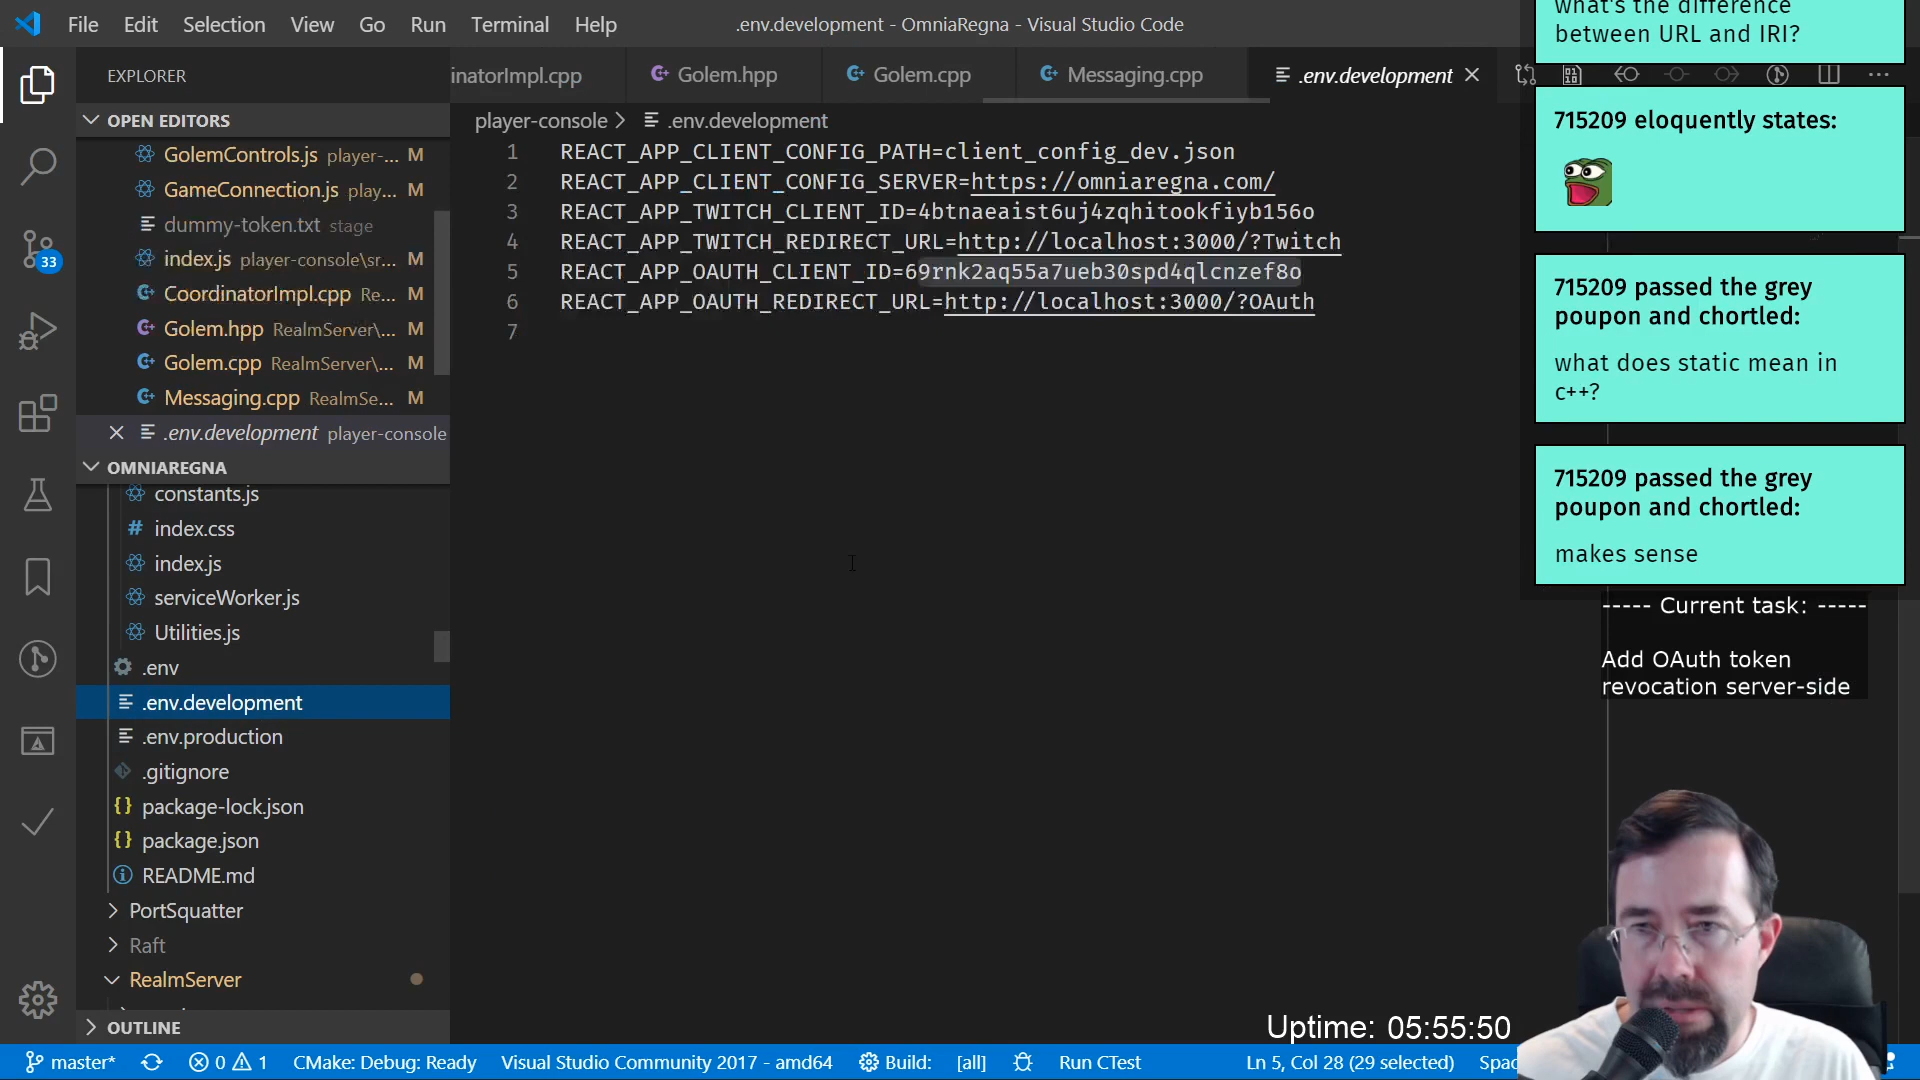 File Edit Selection View Go Run Terminal Help
.env.development - OmniaRegna - Visual Studio Code
EXPLORER
OPEN EDITORS
GolemControls.js player-... M
GameConnection.js play... M
dummy-token.txt stage
index.js player-console\sr... M
CoordinatorImpl.cpp Re... M
Golem.hpp RealmServer\... M
Golem.cpp RealmServer\... M
Messaging.cpp RealmSe... M
.env.development player-console
OMNIAREGNA
constants.js
index.css
index.js
serviceWorker.js
Utilities.js
.env
.env.development
.env.production
.gitignore
package-lock.json
package.json
README.md
PortSquatter
Raft
RealmServer
OUTLINE
33
inatorImpl.cpp Golem.hpp Golem.cpp Messaging.cpp .env.development
player-console > .env.development
1 REACT_APP_CLIENT_CONFIG_PATH=client_config_dev.json
2 REACT_APP_CLIENT_CONFIG_SERVER=https://omniaregna.com/
3 REACT_APP_TWITCH_CLIENT_ID=4btnaeaist6uj4zqhitookfiyb156o
4 REACT_APP_TWITCH_REDIRECT_URL=http://localhost:3000/?Twitch
5 REACT_APP_OAUTH_CLIENT_ID=69rnk2aq55a7ueb30spd4qlcnzef8o
6 REACT_APP_OAUTH_REDIRECT_URL=http://localhost:3000/?OAuth
7
what's the difference
between URL and IRI?
715209 eloquently states:
715209 passed the grey
poupon and chortled:
what does static mean in
c++?
715209 passed the grey
poupon and chortled:
makes sense
----- Current task: -----
Add OAuth token
revocation server-side
Uptime: 05:55:50
master* 0 1 CMake: Debug: Ready Visual Studio Community 2017 - amd64 Build: [all] Run CTest Ln 5, Col 28 (29 selected) Spac